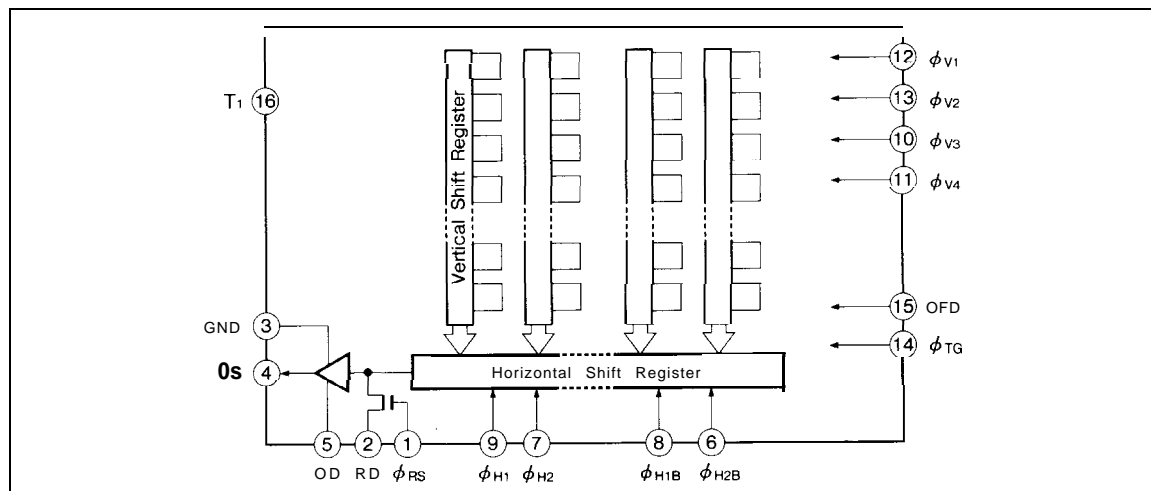 12 ϕV1
T1 16
13 ϕV2
10 ϕV3
11 ϕV4
Vertical Shift Register
15 OFD
GND 3
14 ϕTG
0s 4
Horizontal Shift Register
5 2 1 9 7 8 6
OD RD ϕRS ϕH1 ϕH2 ϕH1B ϕH2B